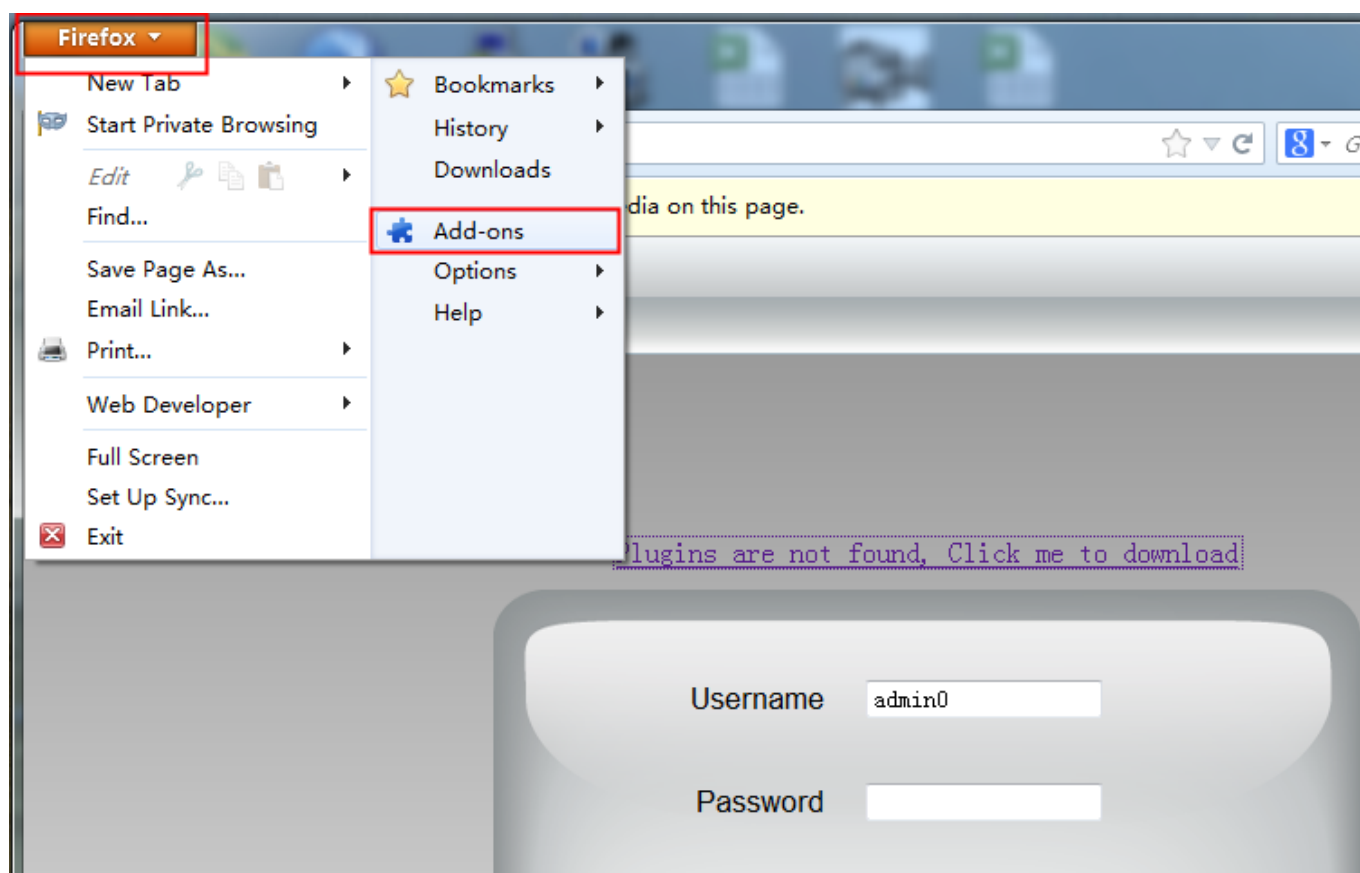 Firefox
New Tab
Start Private Browsing
Edit
Find...
Save Page As...
Email Link...
Print...
Web Developer
Full Screen
Set Up Sync...
Exit
Bookmarks
History
Downloads
Add-ons
Options
Help
8
G
dia on this page.
Plugins are not found, Click me to download
Username admin0
Password